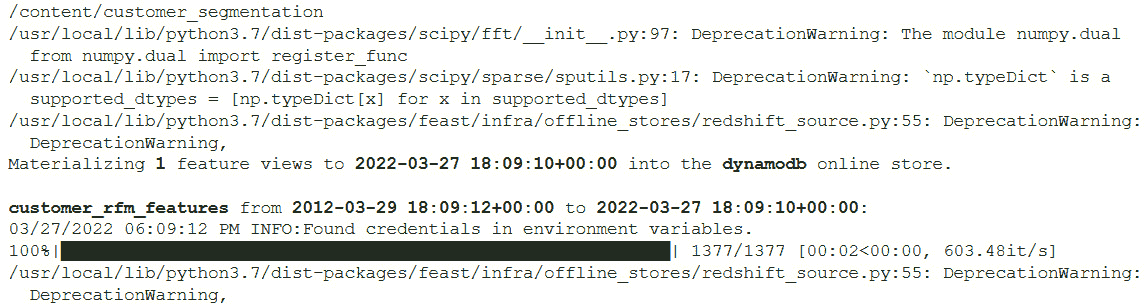 /content/customer_segmentation
/usr/local/lib/python3.7/dist-packages/scipy/fft/__init__.py:97: DeprecationWarning: The module numpy.dual
from numpy.dual import register_func
/usr/local/lib/python3.7/dist-packages/scipy/sparse/sputils.py:17: DeprecationWarning: `np.typeDict` is a
supported_dtypes = [np.typeDict[x] for x in supported_dtypes]
/usr/local/lib/python3.7/dist-packages/feast/infra/offline_stores/redshift_source.py:55: DeprecationWarning:
DeprecationWarning,
Materializing 1 feature views to 2022-03-27 18:09:10+00:00 into the dynamodb online store.
customer_rfm_features from 2012-03-29 18:09:12+00:00 to 2022-03-27 18:09:10+00:00:
03/27/2022 06:09:12 PM INFO:Found credentials in environment variables.
100%|| 1377/1377 [00:02<00:00, 603.48it/s]
/usr/local/lib/python3.7/dist-packages/feast/infra/offline_stores/redshift_source.py:55: DeprecationWarning:
DeprecationWarning,